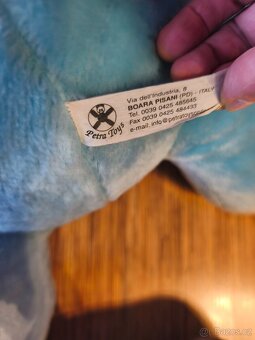 Via dell'Industria, 8
BOARA PISANI (PD) - ITALY
Tel. 0039 0425 485645
Fax 0039 0425 484433
e-mail. info@petratoys
Petra Toys